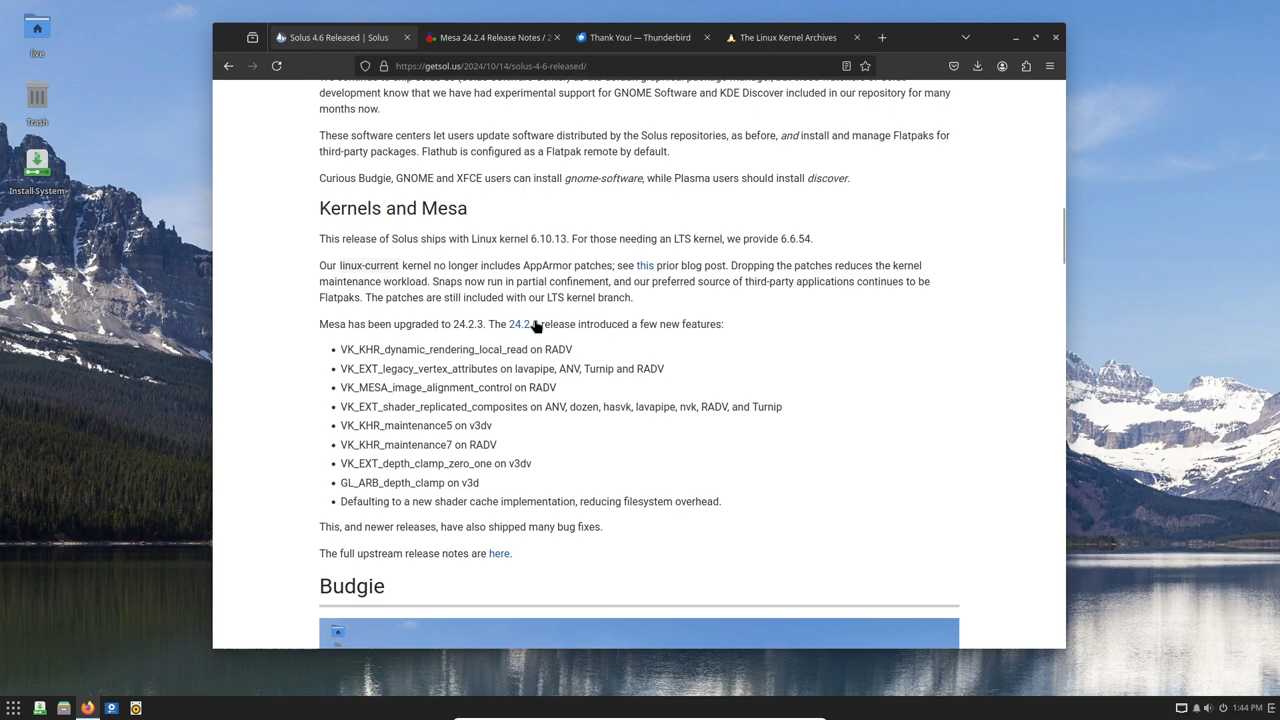 live
Trash
Install System
Solus 4.6 Released | Solus
Mesa 24.2.4 Release Notes / 2
Thank You! — Thunderbird
The Linux Kernel Archives
https://getsol.us/2024/10/14/solus-4-6-released/
development know that we have had experimental support for GNOME Software and KDE Discover included in our repository for many
months now.
These software centers let users update software distributed by the Solus repositories, as before, and install and manage Flatpaks for
third-party packages. Flathub is configured as a Flatpak remote by default.
Curious Budgie, GNOME and XFCE users can install gnome-software, while Plasma users should install discover.
Kernels and Mesa
This release of Solus ships with Linux kernel 6.10.13. For those needing an LTS kernel, we provide 6.6.54.
Our linux-current kernel no longer includes AppArmor patches; see this prior blog post. Dropping the patches reduces the kernel
maintenance workload. Snaps now run in partial confinement, and our preferred source of third-party applications continues to be
Flatpaks. The patches are still included with our LTS kernel branch.
Mesa has been upgraded to 24.2.3. The 24.2. release introduced a few new features:
• VK_KHR_dynamic_rendering_local_read on RADV
• VK_EXT_legacy_vertex_attributes on lavapipe, ANV, Turnip and RADV
• VK_MESA_image_alignment_control on RADV
• VK_EXT_shader_replicated_composites on ANV, dozen, hasvk, lavapipe, nvk, RADV, and Turnip
• VK_KHR_maintenance5 on v3dv
• VK_KHR_maintenance7 on RADV
• VK_EXT_depth_clamp_zero_one on v3dv
• GL_ARB_depth_clamp on v3d
• Defaulting to a new shader cache implementation, reducing filesystem overhead.
This, and newer releases, have also shipped many bug fixes.
The full upstream release notes are here.
Budgie
1:44 PM